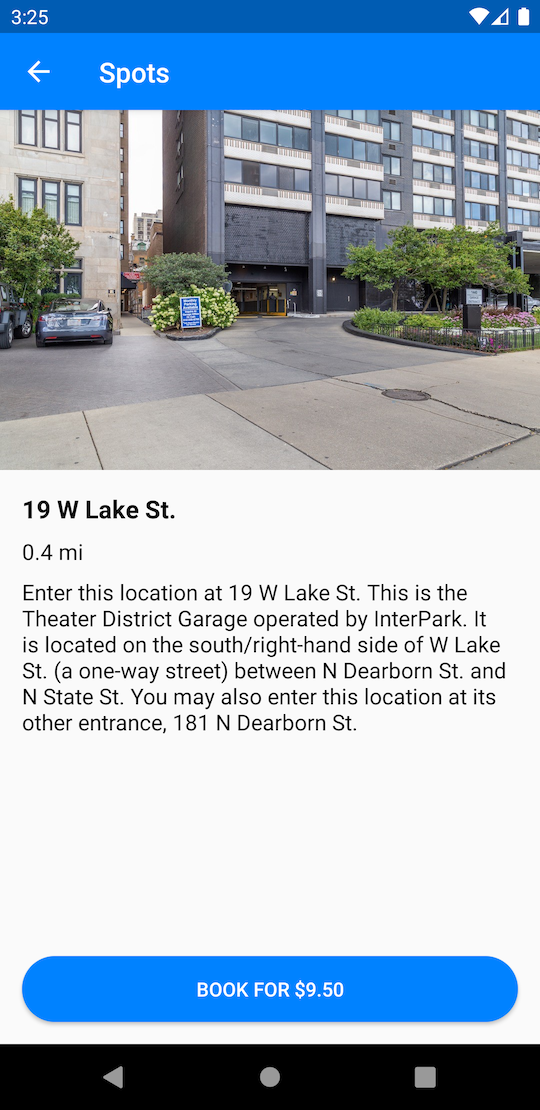 3:25
Spots
19 W Lake St.
0.4 mi
Enter this location at 19 W Lake St. This is the
Theater District Garage operated by InterPark. It
is located on the south/right-hand side of W Lake
St. (a one-way street) between N Dearborn St. and
N State St. You may also enter this location at its
other entrance, 181 N Dearborn St.
BOOK FOR $9.50